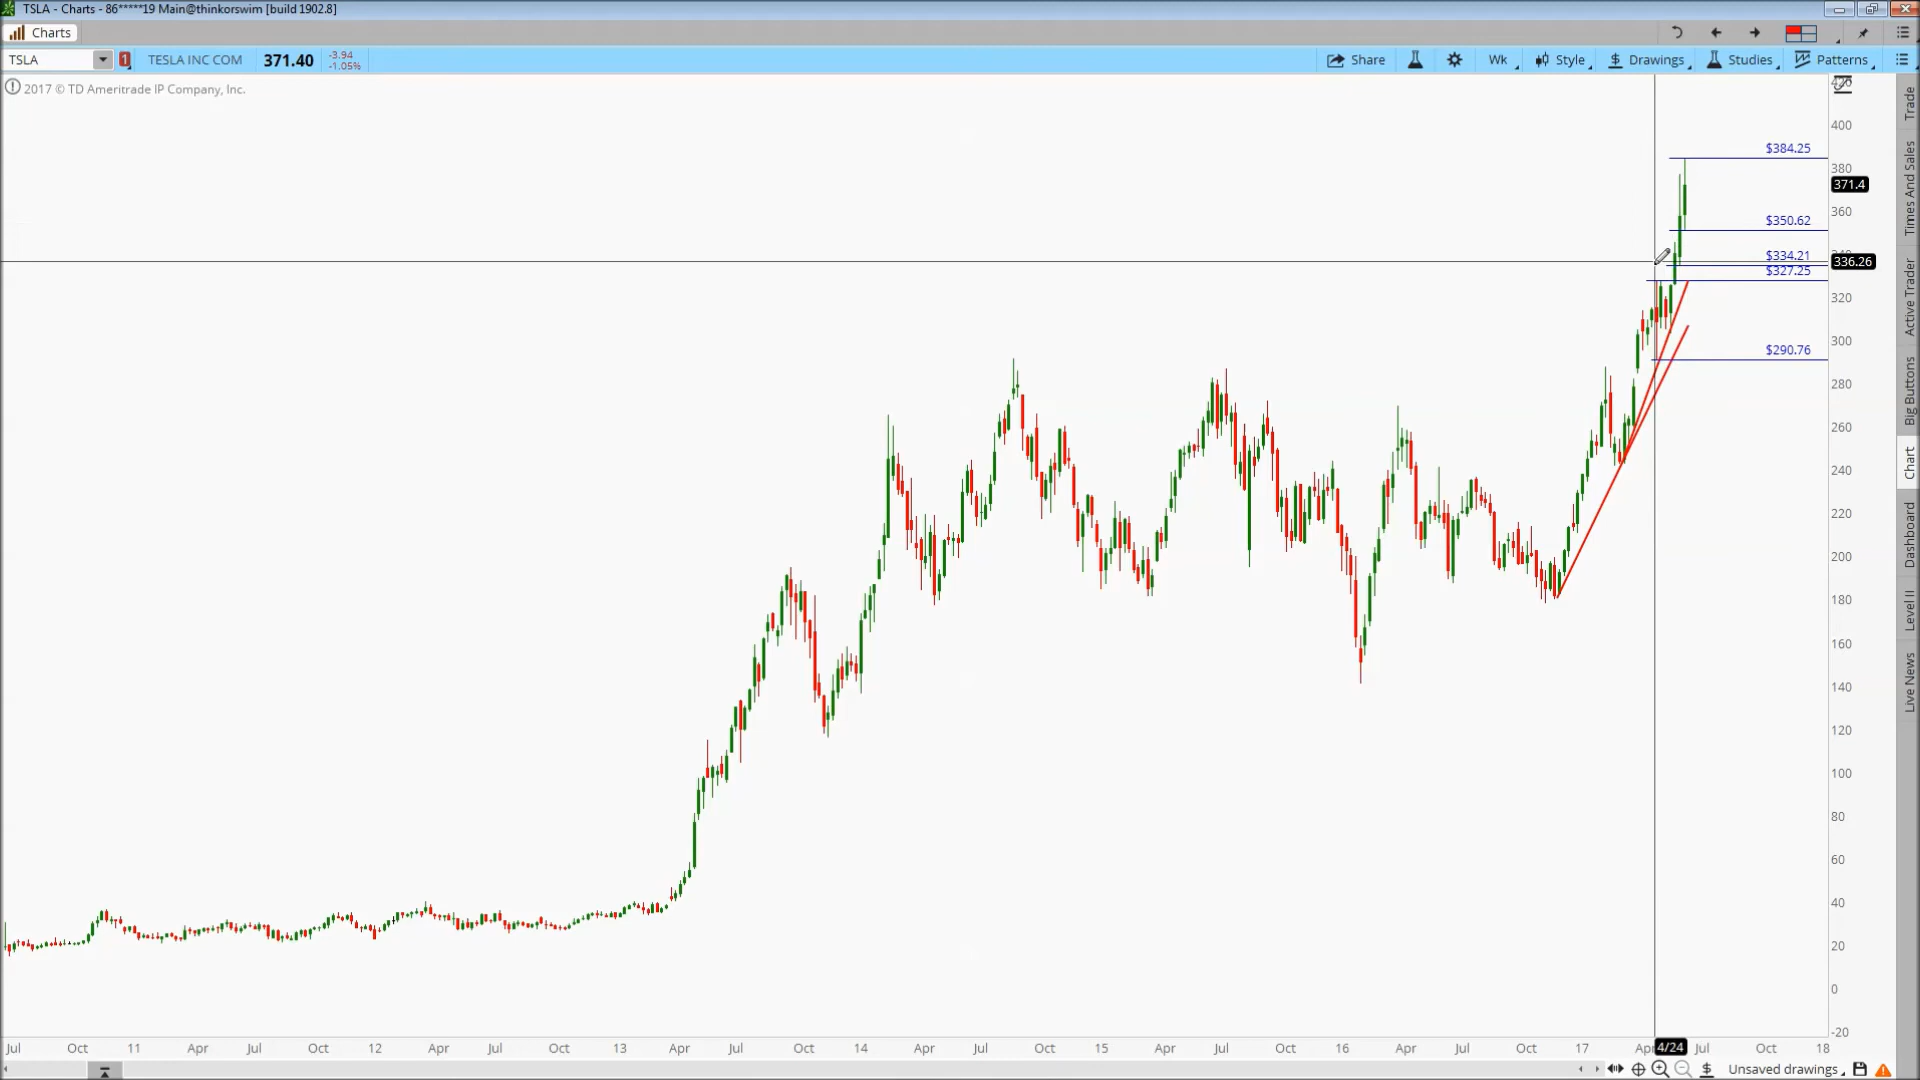 TSLA - Charts - 86*****19 Main@thinkorswim [build 1902.8]
Charts
TSLA 1 TESLA INC COM 371.40 -3.94 -1.05% Share Wk Style Drawings Studies Patterns
2017 © TD Ameritrade IP Company, Inc.
400
$384.25
380
371.4
360
$350.62
$334.21
336.26
$327.25
320
300
$290.76
280
260
240
220
200
180
160
140
120
100
80
60
40
20
0
-20
Jul Oct 11 Apr Jul Oct 12 Apr Jul Oct 13 Apr Jul Oct 14 Apr Jul Oct 15 Apr Jul Oct 16 Apr Jul Oct 17 4/24 Jul Oct 18
Unsaved drawings
Trade
Times And Sales
Active Trader
Big Buttons
Chart
Dashboard
Level II
Live News